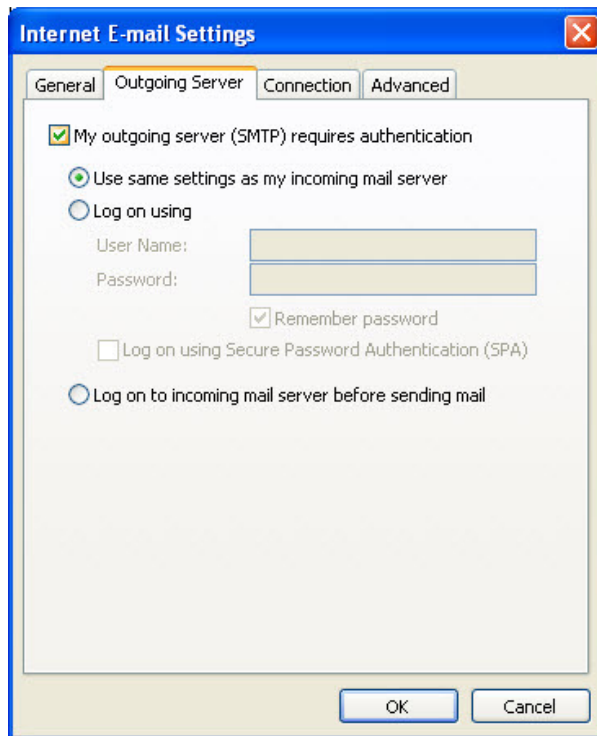 Internet E-mail Settings
General Outgoing Server Connection Advanced
My outgoing server (SMTP) requires authentication
Use same settings as my incoming mail server
Log on using
User Name:
Password:
Remember password
Log on using Secure Password Authentication (SPA)
Log on to incoming mail server before sending mail
OK Cancel